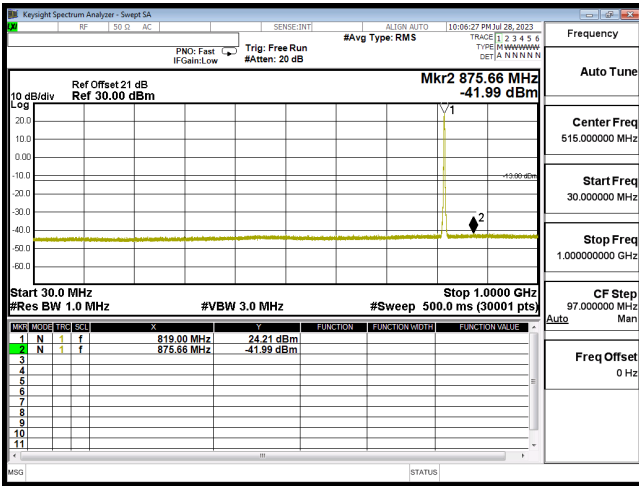 Keysight Spectrum Analyzer - Swept SA
RF 50 Ω AC SENSE:INT ALIGN AUTO 10:06:27 PM Jul 28, 2023
#Avg Type: RMS TRACE 1 2 3 4 5 6
PNO: Fast Trig: Free Run TYPE M WWWWW
IFGain:Low #Atten: 20 dB DET A N N N N N
Frequency
Auto Tune
Center Freq
515.000000 MHz
Start Freq
30.000000 MHz
Stop Freq
1.000000000 GHz
CF Step
97.000000 MHz
Auto Man
Freq Offset
0 Hz
Ref Offset 21 dB
10 dB/div Ref 30.00 dBm
Mkr2 875.66 MHz
-41.99 dBm
Log
20.0
10.0
0.00
-10.0
-20.0
-30.0
-40.0
-50.0
-60.0
1
-13.00 dBm
2
Start 30.0 MHz Stop 1.0000 GHz
#Res BW 1.0 MHz #VBW 3.0 MHz #Sweep 500.0 ms (30001 pts)
MKR MODE TRC SCL X Y FUNCTION FUNCTION WIDTH FUNCTION VALUE
1 N 1 f 819.00 MHz 24.21 dBm
2 N 1 f 875.66 MHz -41.99 dBm
3
4
5
6
7
8
9
10
11
MSG STATUS